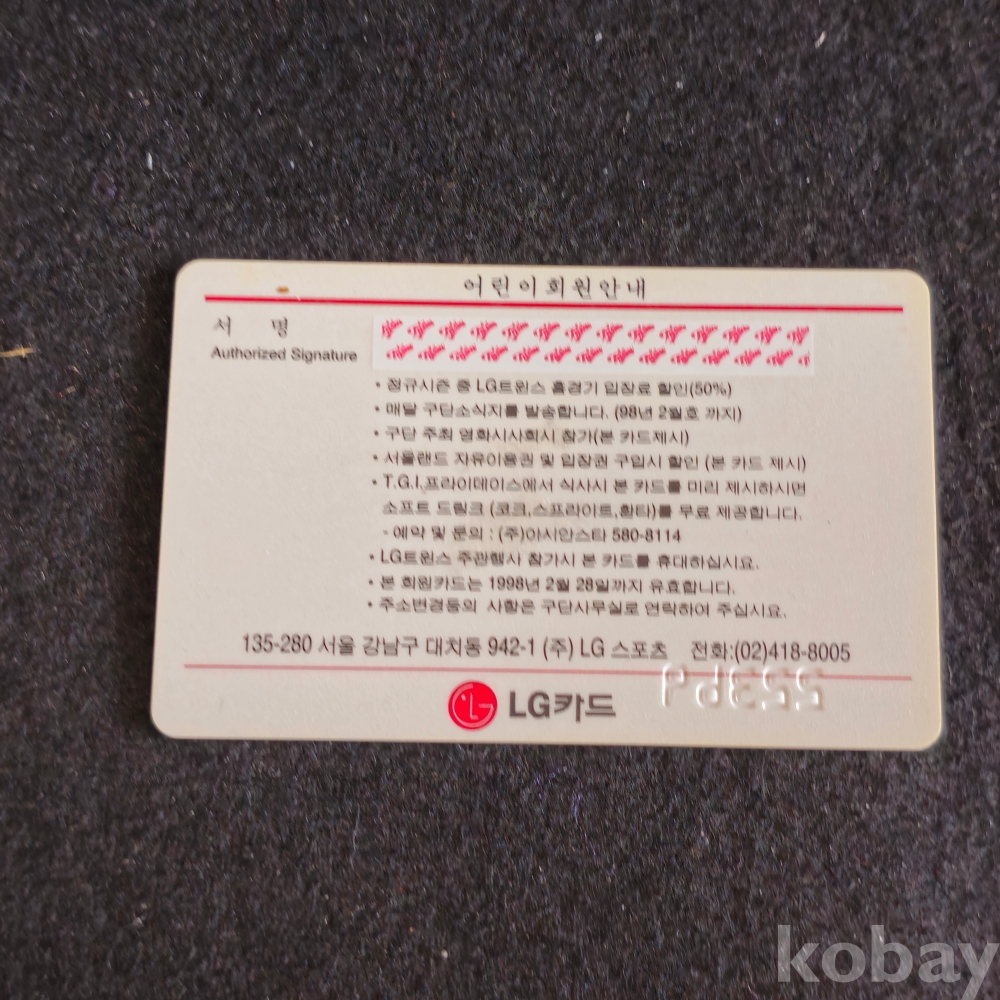 어린이회원안내
서 명
Authorized Signature
• 정규시즌 중 LG트윈스 홈경기 입장료 할인(50%)
• 매달 구단소식지를 발송합니다. (98년 2월호 까지)
• 구단 주최 영화시사회시 참가(본 카드제시)
• 서울랜드 자유이용권 및 입장권 구입시 할인 (본 카드 제시)
• T.G.I.프라이데이스에서 식사시 본 카드를 미리 제시하시면
소프트 드링크 (코크,스프라이트,환타)를 무료 제공합니다.
- 예약 및 문의 : (주)아시안스타 580-8114
• LG트윈스 주관행사 참가시 본 카드를 휴대하십시요.
• 본 회원카드는 1998년 2월 28일까지 유효합니다.
• 주소변경등의 사항은 구단사무실로 연락하여 주십시요.
135-280 서울 강남구 대치동 942-1 (주) LG 스포츠 전화:(02)418-8005
LG카드
kobay